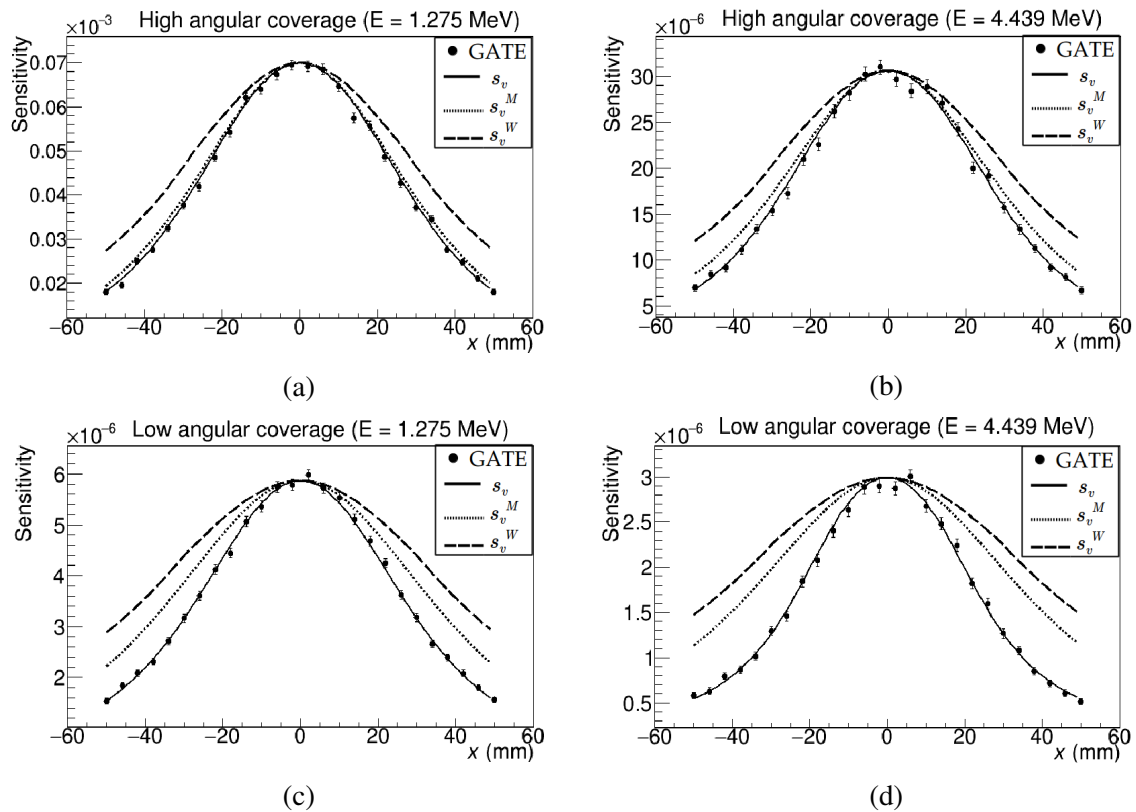 High angular coverage (E = 1.275 MeV)
×10⁻³
Sensitivity
0.07
0.06
0.05
0.04
0.03
0.02
GATE
s_v
s_v^M
s_v^W
−60 −40 −20 0 20 40 60
x (mm)
(a)
High angular coverage (E = 4.439 MeV)
×10⁻⁶
Sensitivity
30
25
20
15
10
5
GATE
s_v
s_v^M
s_v^W
−60 −40 −20 0 20 40 60
x (mm)
(b)
Low angular coverage (E = 1.275 MeV)
×10⁻⁶
Sensitivity
6
5
4
3
2
GATE
s_v
s_v^M
s_v^W
−60 −40 −20 0 20 40 60
x (mm)
(c)
Low angular coverage (E = 4.439 MeV)
×10⁻⁶
Sensitivity
3
2.5
2
1.5
1
0.5
GATE
s_v
s_v^M
s_v^W
−60 −40 −20 0 20 40 60
x (mm)
(d)